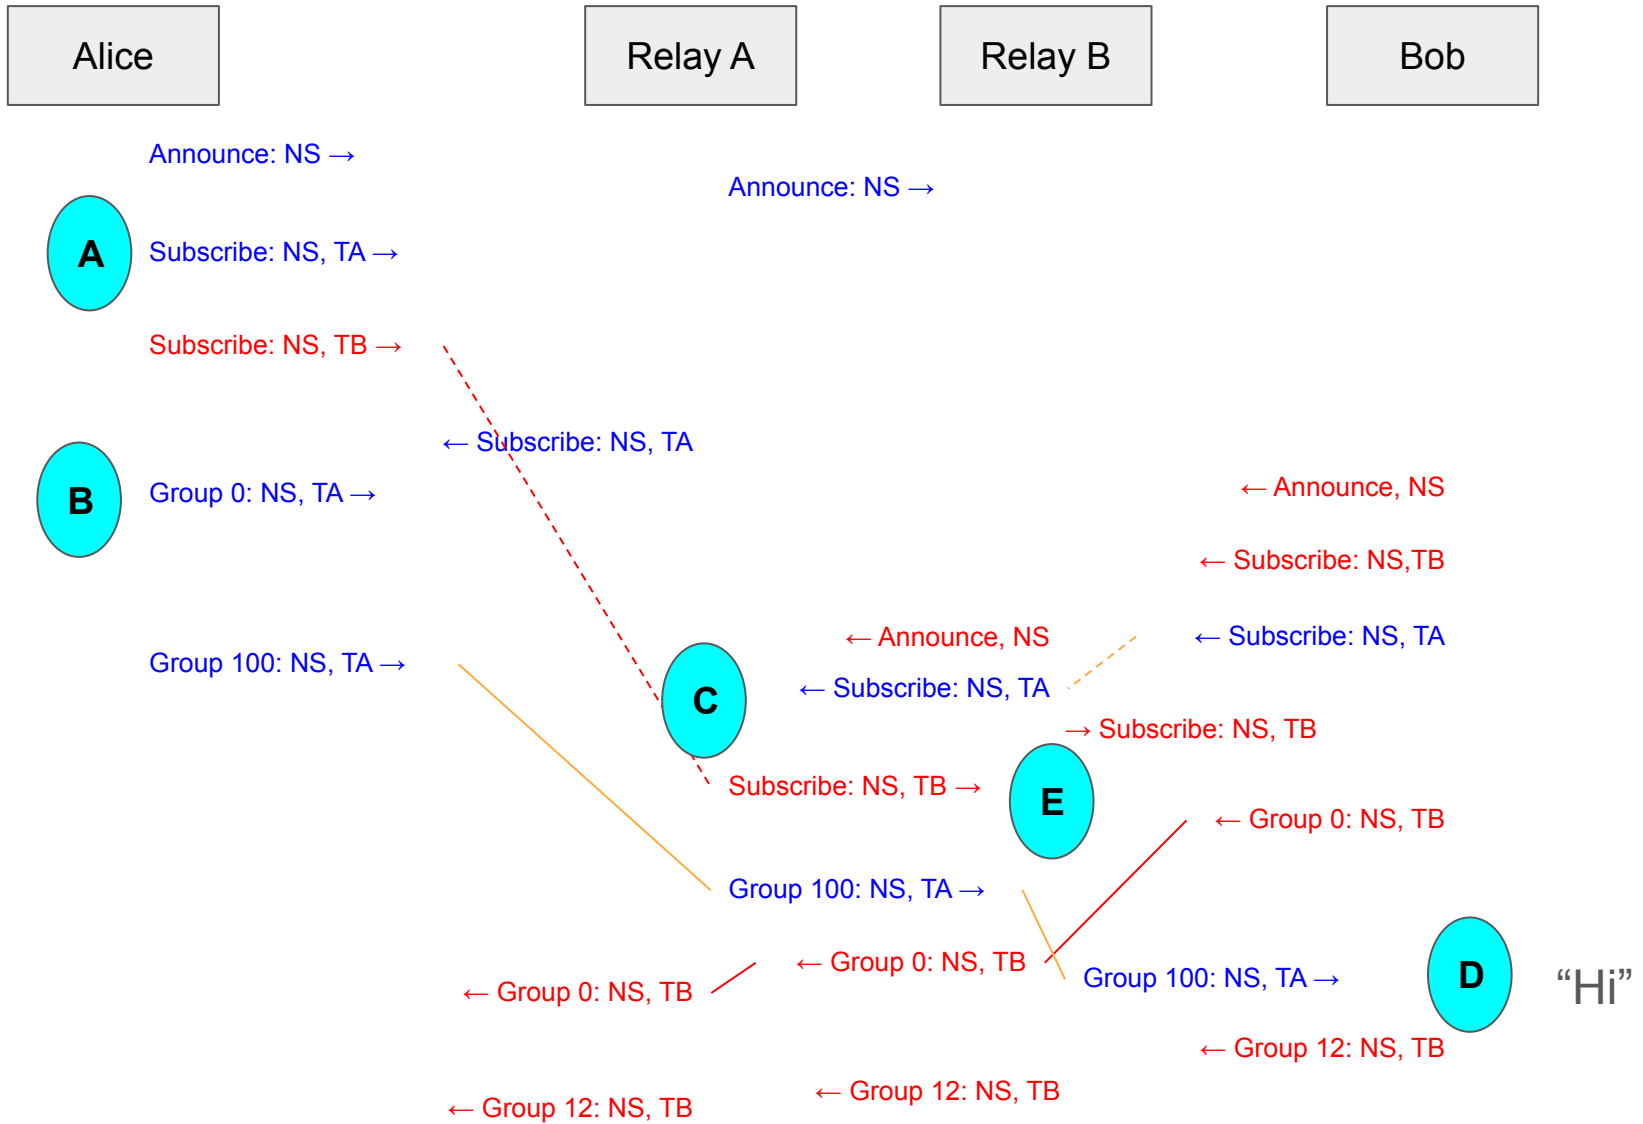 Alice
Relay A
Relay B
Bob
Announce: NS →
Announce: NS →
A
Subscribe: NS, TA →
Subscribe: NS, TB →
← Subscribe: NS, TA
B
Group 0: NS, TA →
← Announce, NS
← Subscribe: NS,TB
← Announce, NS
← Subscribe: NS, TA
Group 100: NS, TA →
C
← Subscribe: NS, TA
→ Subscribe: NS, TB
Subscribe: NS, TB →
E
← Group 0: NS, TB
Group 100: NS, TA →
← Group 0: NS, TB
Group 100: NS, TA →
D
“Hi”
← Group 0: NS, TB
← Group 12: NS, TB
← Group 12: NS, TB
← Group 12: NS, TB